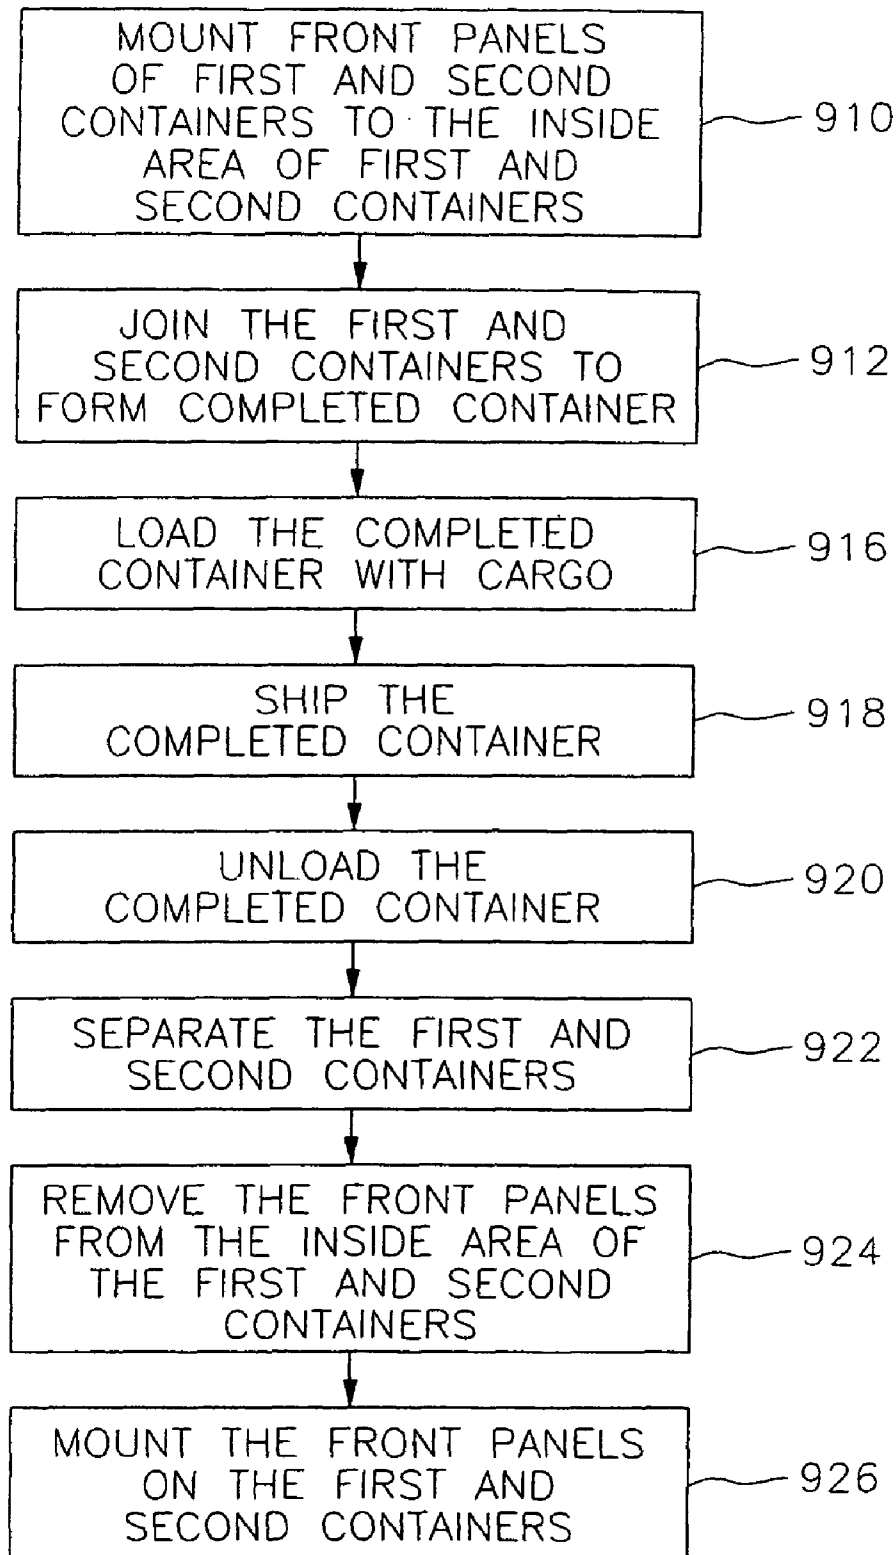 MOUNT FRONT PANELS
OF FIRST AND SECOND
CONTAINERS TO THE INSIDE
AREA OF FIRST AND
SECOND CONTAINERS
910
JOIN THE FIRST AND
SECOND CONTAINERS TO
FORM COMPLETED CONTAINER
912
LOAD THE COMPLETED
CONTAINER WITH CARGO
916
SHIP THE
COMPLETED CONTAINER
918
UNLOAD THE
COMPLETED CONTAINER
920
SEPARATE THE FIRST AND
SECOND CONTAINERS
922
REMOVE THE FRONT PANELS
FROM THE INSIDE AREA OF
THE FIRST AND SECOND
CONTAINERS
924
MOUNT THE FRONT PANELS
ON THE FIRST AND
SECOND CONTAINERS
926